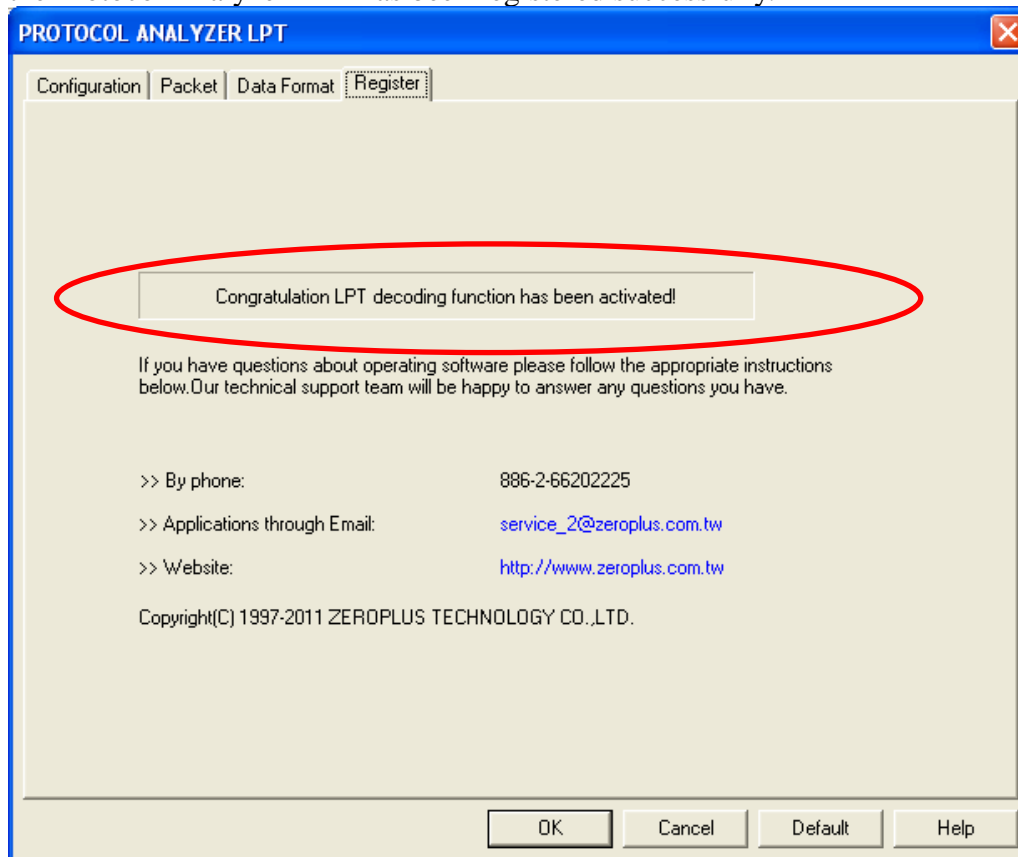 PROTOCOL ANALYZER LPT
Configuration Packet Data Format Register
Congratulation LPT decoding function has been activated!
If you have questions about operating software please follow the appropriate instructions
below.Our technical support team will be happy to answer any questions you have.
>> By phone: 886-2-66202225
>> Applications through Email: service_2@zeroplus.com.tw
>> Website: http://www.zeroplus.com.tw
Copyright(C) 1997-2011 ZEROPLUS TECHNOLOGY CO.,LTD.
OK Cancel Default Help